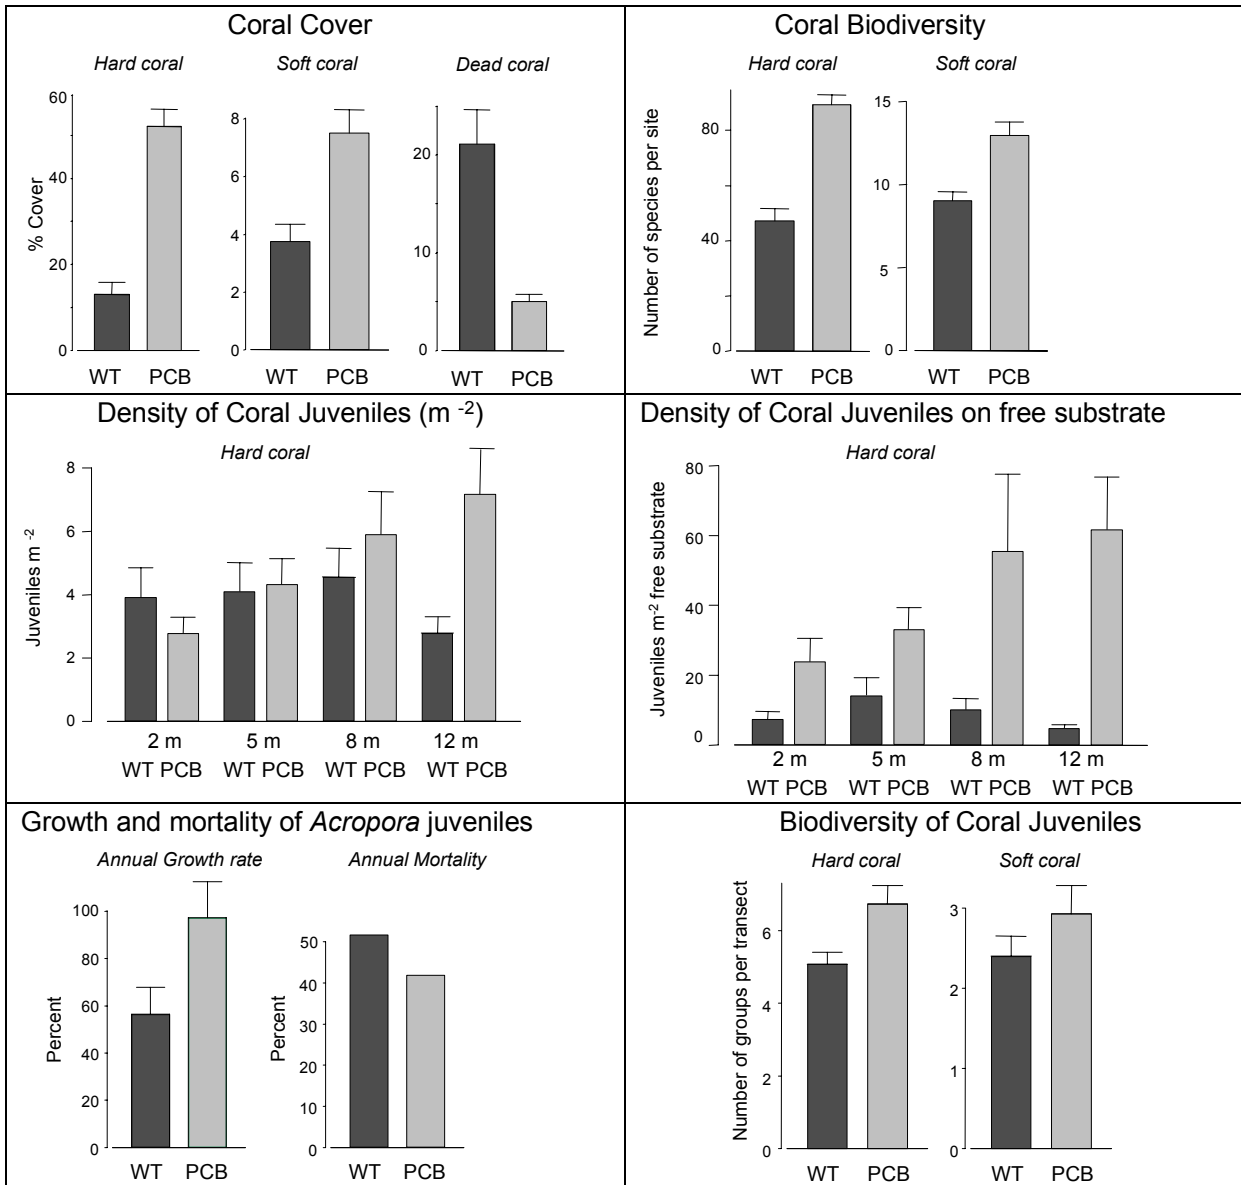 Coral Cover
Hard coral
Soft coral
Dead coral
% Cover
60
50
40
30
20
10
0
WT PCB
8
6
4
2
0
WT PCB
20
10
0
WT PCB
Coral Biodiversity
Hard coral
Soft coral
Number of species per site
80
40
0
WT PCB
15
10
5
0
WT PCB
Density of Coral Juveniles (m -2)
Hard coral
Juveniles m-2
8
6
4
2
0
2 m 5 m 8 m 12 m
WT PCB WT PCB WT PCB WT PCB
Density of Coral Juveniles on free substrate
Hard coral
Juveniles m-2 free substrate
80
60
40
20
0
2 m 5 m 8 m 12 m
WT PCB WT PCB WT PCB WT PCB
Growth and mortality of Acropora juveniles
Annual Growth rate
Annual Mortality
Percent
100
80
60
40
20
0
WT PCB
Percent
50
40
30
20
10
0
WT PCB
Biodiversity of Coral Juveniles
Hard coral
Soft coral
Number of groups per transect
6
4
2
0
WT PCB
3
2
1
0
WT PCB